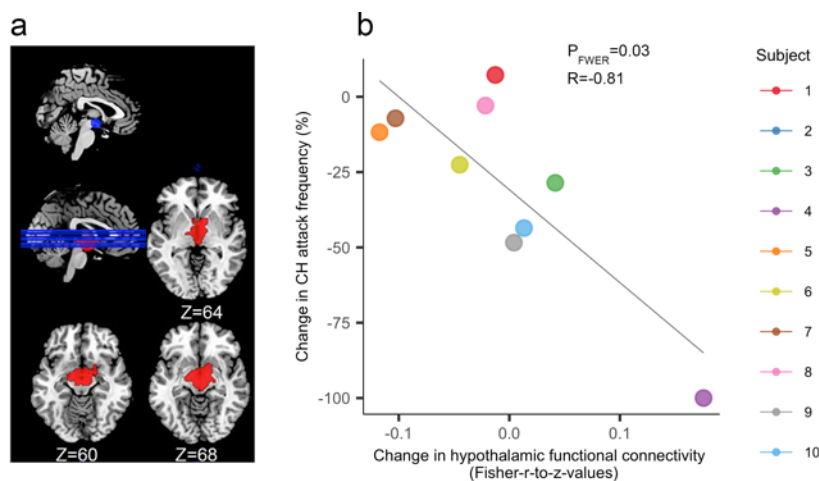 a
Z=64
Z=60
Z=68
b
P_FWER=0.03
R=-0.81
Change in CH attack frequency (%)
0
-25
-50
-75
-100
-0.1
0.0
0.1
Change in hypothalamic functional connectivity
(Fisher-r-to-z-values)
Subject
1
2
3
4
5
6
7
8
9
10